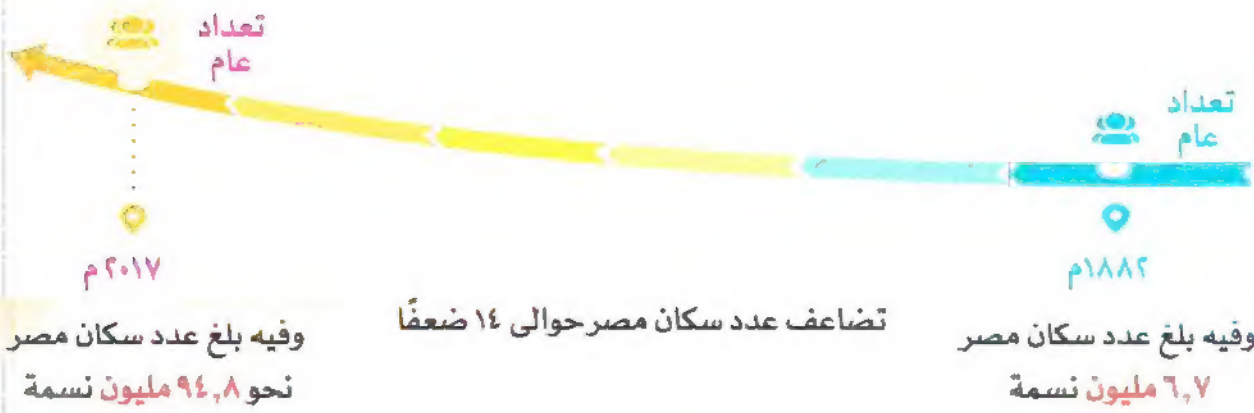 تعداد
عام
١٨٨٢م
وفيه بلغ عدد سكان مصر
٦,٧ مليون نسمة
تضاعف عدد سكان مصر حوالى ١٤ ضعفًا
تعداد
عام
٢٠١٧ م
وفيه بلغ عدد سكان مصر
نحو ٩٤,٨ مليون نسمة